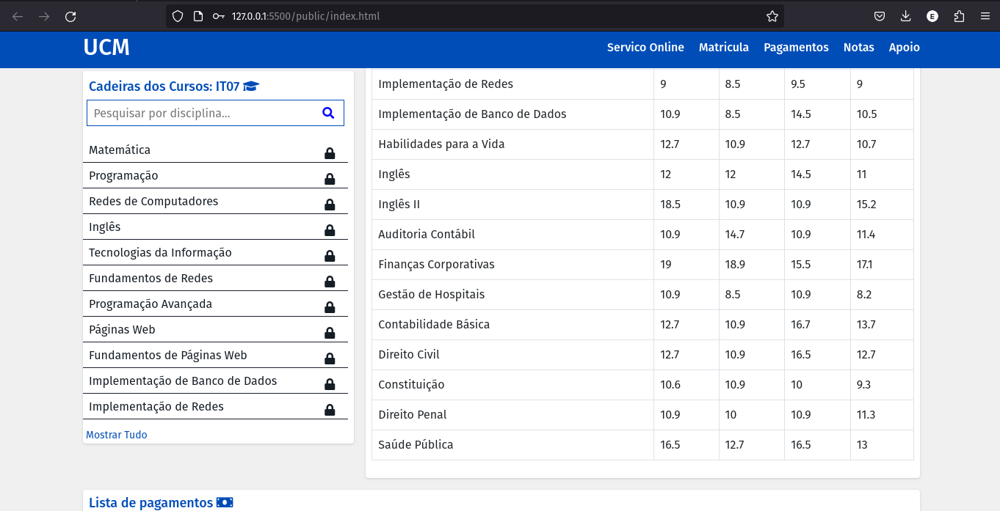 127.0.0.1:5500/public/index.html
E
UCM
Servico Online Matricula Pagamentos Notas Apoio
Cadeiras dos Cursos: IT07
Pesquisar por disciplina...
Matemática
Programação
Redes de Computadores
Inglês
Tecnologias da Informação
Fundamentos de Redes
Programação Avançada
Páginas Web
Fundamentos de Páginas Web
Implementação de Banco de Dados
Implementação de Redes
Mostrar Tudo
Implementação de Redes 9 8.5 9.5 9
Implementação de Banco de Dados 10.9 8.5 14.5 10.5
Habilidades para a Vida 12.7 10.9 12.7 10.7
Inglês 12 12 14.5 11
Inglês II 18.5 10.9 10.9 15.2
Auditoria Contábil 10.9 14.7 10.9 11.4
Finanças Corporativas 19 18.9 15.5 17.1
Gestão de Hospitais 10.9 8.5 10.9 8.2
Contabilidade Básica 12.7 10.9 16.7 13.7
Direito Civil 12.7 10.9 16.5 12.7
Constituição 10.6 10.9 10 9.3
Direito Penal 10.9 10 10.9 11.3
Saúde Pública 16.5 12.7 16.5 13
Lista de pagamentos